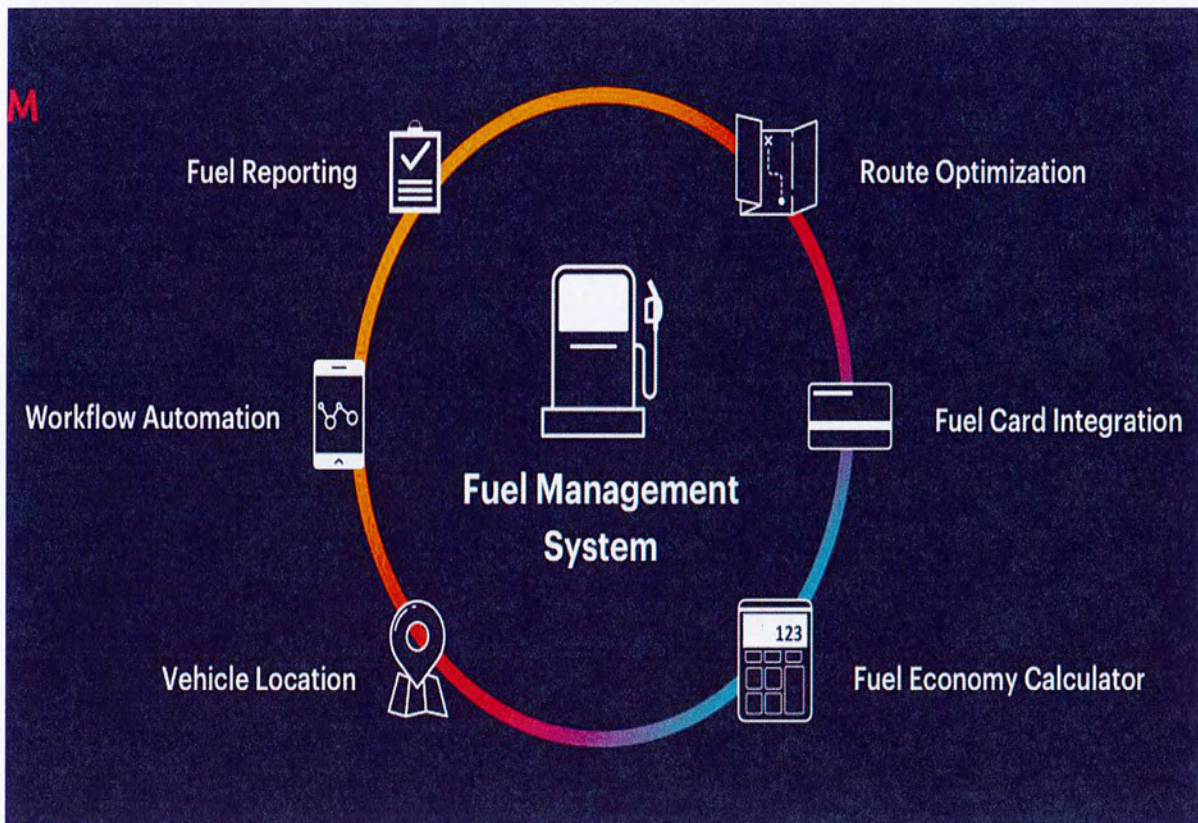 M
Fuel Reporting
Route Optimization
Workflow Automation
Fuel Card Integration
Fuel Management
System
123
Vehicle Location
Fuel Economy Calculator